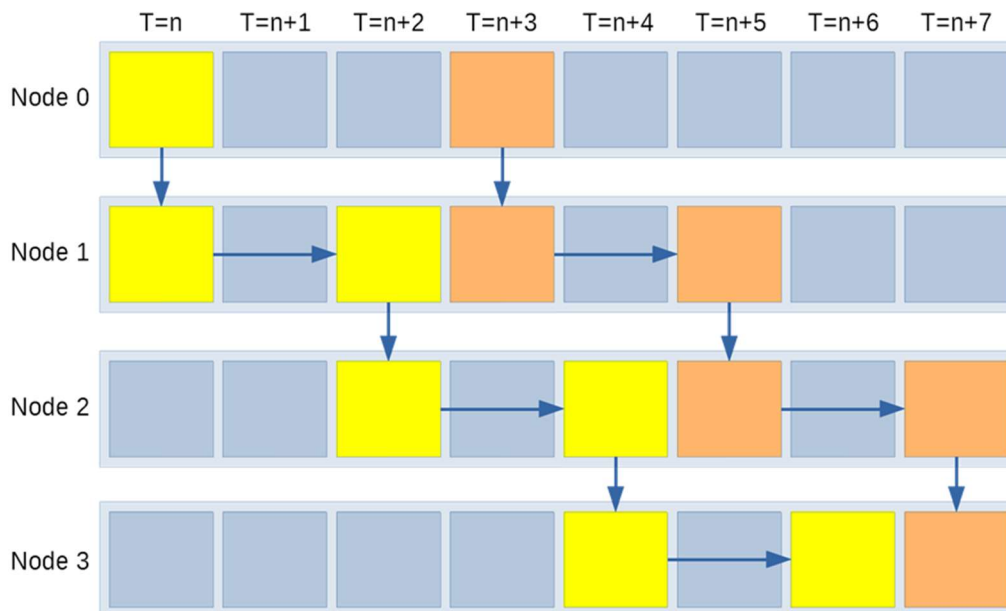 T=n T=n+1 T=n+2 T=n+3 T=n+4 T=n+5 T=n+6 T=n+7
Node 0
Node 1
Node 2
Node 3